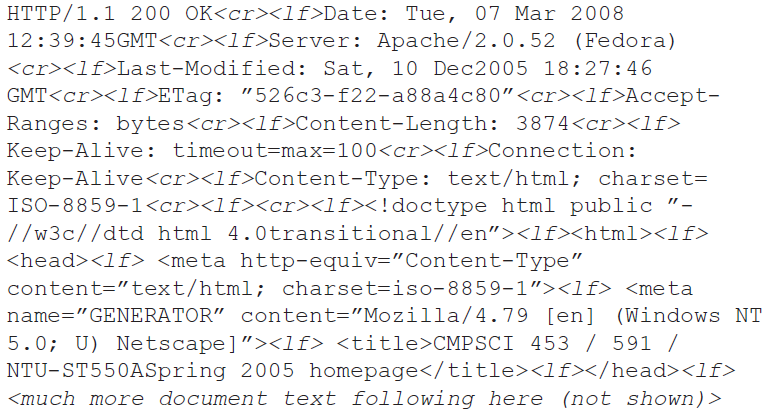 HTTP/1.1 200 OK<cr><lf>Date: Tue, 07 Mar 2008
12:39:45GMT<cr><lf>Server: Apache/2.0.52 (Fedora)
<cr><lf>Last-Modified: Sat, 10 Dec2005 18:27:46
GMT<cr><lf>ETag: ”526c3-f22-a88a4c80”<cr><lf>Accept-
Ranges: bytes<cr><lf>Content-Length: 3874<cr><lf>
Keep-Alive: timeout=max=100<cr><lf>Connection:
Keep-Alive<cr><lf>Content-Type: text/html; charset=
ISO-8859-1<cr><lf><cr><lf><!doctype html public ”-
//w3c//dtd html 4.0transitional//en”><lf><html><lf>
<head><lf> <meta http-equiv=”Content-Type”
content=”text/html; charset=iso-8859-1”><lf> <meta
name=”GENERATOR” content=”Mozilla/4.79 [en] (Windows NT
5.0; U) Netscape]”><lf> <title>CMPSCI 453 / 591 /
NTU-ST550ASpring 2005 homepage</title><lf></head><lf>
<much more document text following here (not shown)>